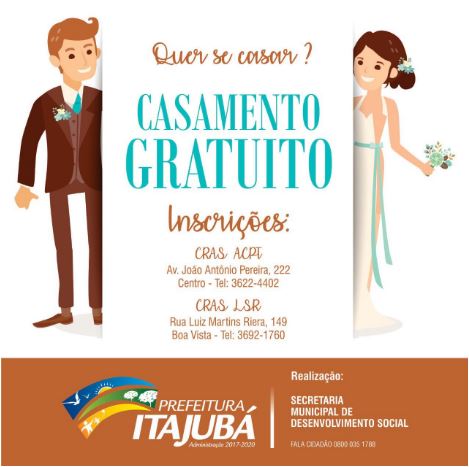 Quer se casar ?
CASAMENTO
GRATUITO
Inscrições:
CRAS ACPT
Av. João Antônio Pereira, 222
Centro - Tel: 3622-4402
CRAS LSR
Rua Luiz Martins Riera, 149
Boa Vista - Tel: 3692-1760
PREFEITURA
ITAJUBÁ
Administração 2017-2020
Realização:
SECRETARIA
MUNICIPAL DE
DESENVOLVIMENTO SOCIAL
FALA CIDADÃO 0800 035 1788